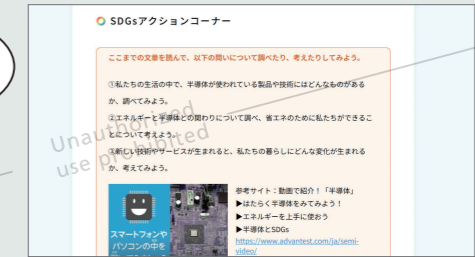 SDGsアクションコーナー
ここまでの文章を読んで、以下の問いについて調べたり、考えたりしてみよう。
①私たちの生活の中で、半導体が使われている製品や技術にはどんなものがある
か、調べてみよう。
②エネルギーと半導体との関わりについて調べ、省エネのために私たちができるこ
とについて考えよう。
③新しい技術やサービスが生まれると、私たちの暮らしにどんな変化が生まれる
か、考えてみよう。
Unauthorized
use prohibited
スマートフォンや
パソコンの中を
参考サイト：動画で紹介！「半導体」
▶はたらく半導体をみてみよう！
▶エネルギーを上手に使おう
▶半導体とSDGs
https://www.advantest.com/ja/semi-
video/